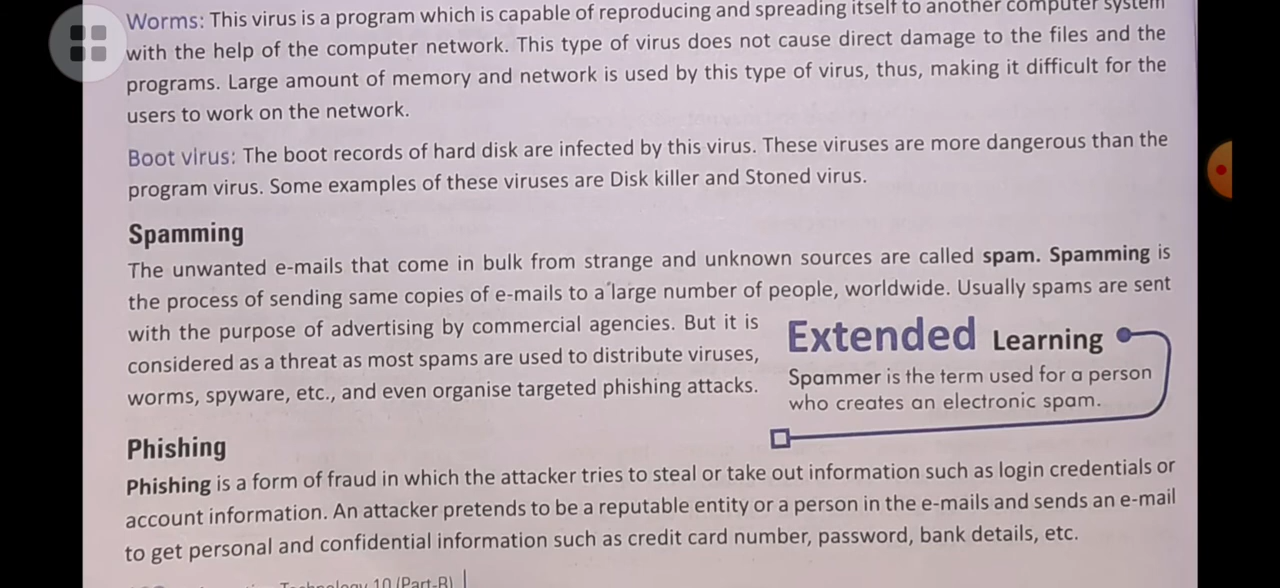 Worms: This virus is a program which is capable of reproducing and spreading itself to another computer system
with the help of the computer network. This type of virus does not cause direct damage to the files and the
programs. Large amount of memory and network is used by this type of virus, thus, making it difficult for the
users to work on the network.
Boot virus: The boot records of hard disk are infected by this virus. These viruses are more dangerous than the
program virus. Some examples of these viruses are Disk killer and Stoned virus.
Spamming
The unwanted e-mails that come in bulk from strange and unknown sources are called spam. Spamming is
the process of sending same copies of e-mails to a large number of people, worldwide. Usually spams are sent
with the purpose of advertising by commercial agencies. But it is
considered as a threat as most spams are used to distribute viruses,
worms, spyware, etc., and even organise targeted phishing attacks.
Extended Learning
Spammer is the term used for a person
who creates an electronic spam.
Phishing
Phishing is a form of fraud in which the attacker tries to steal or take out information such as login credentials or
account information. An attacker pretends to be a reputable entity or a person in the e-mails and sends an e-mail
to get personal and confidential information such as credit card number, password, bank details, etc.
Technology 10 (Part-B)